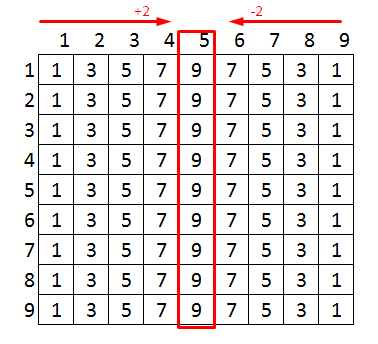 +2 -2
1 2 3 4 5 6 7 8 9
1 1 3 5 7 9 7 5 3 1
2 1 3 5 7 9 7 5 3 1
3 1 3 5 7 9 7 5 3 1
4 1 3 5 7 9 7 5 3 1
5 1 3 5 7 9 7 5 3 1
6 1 3 5 7 9 7 5 3 1
7 1 3 5 7 9 7 5 3 1
8 1 3 5 7 9 7 5 3 1
9 1 3 5 7 9 7 5 3 1